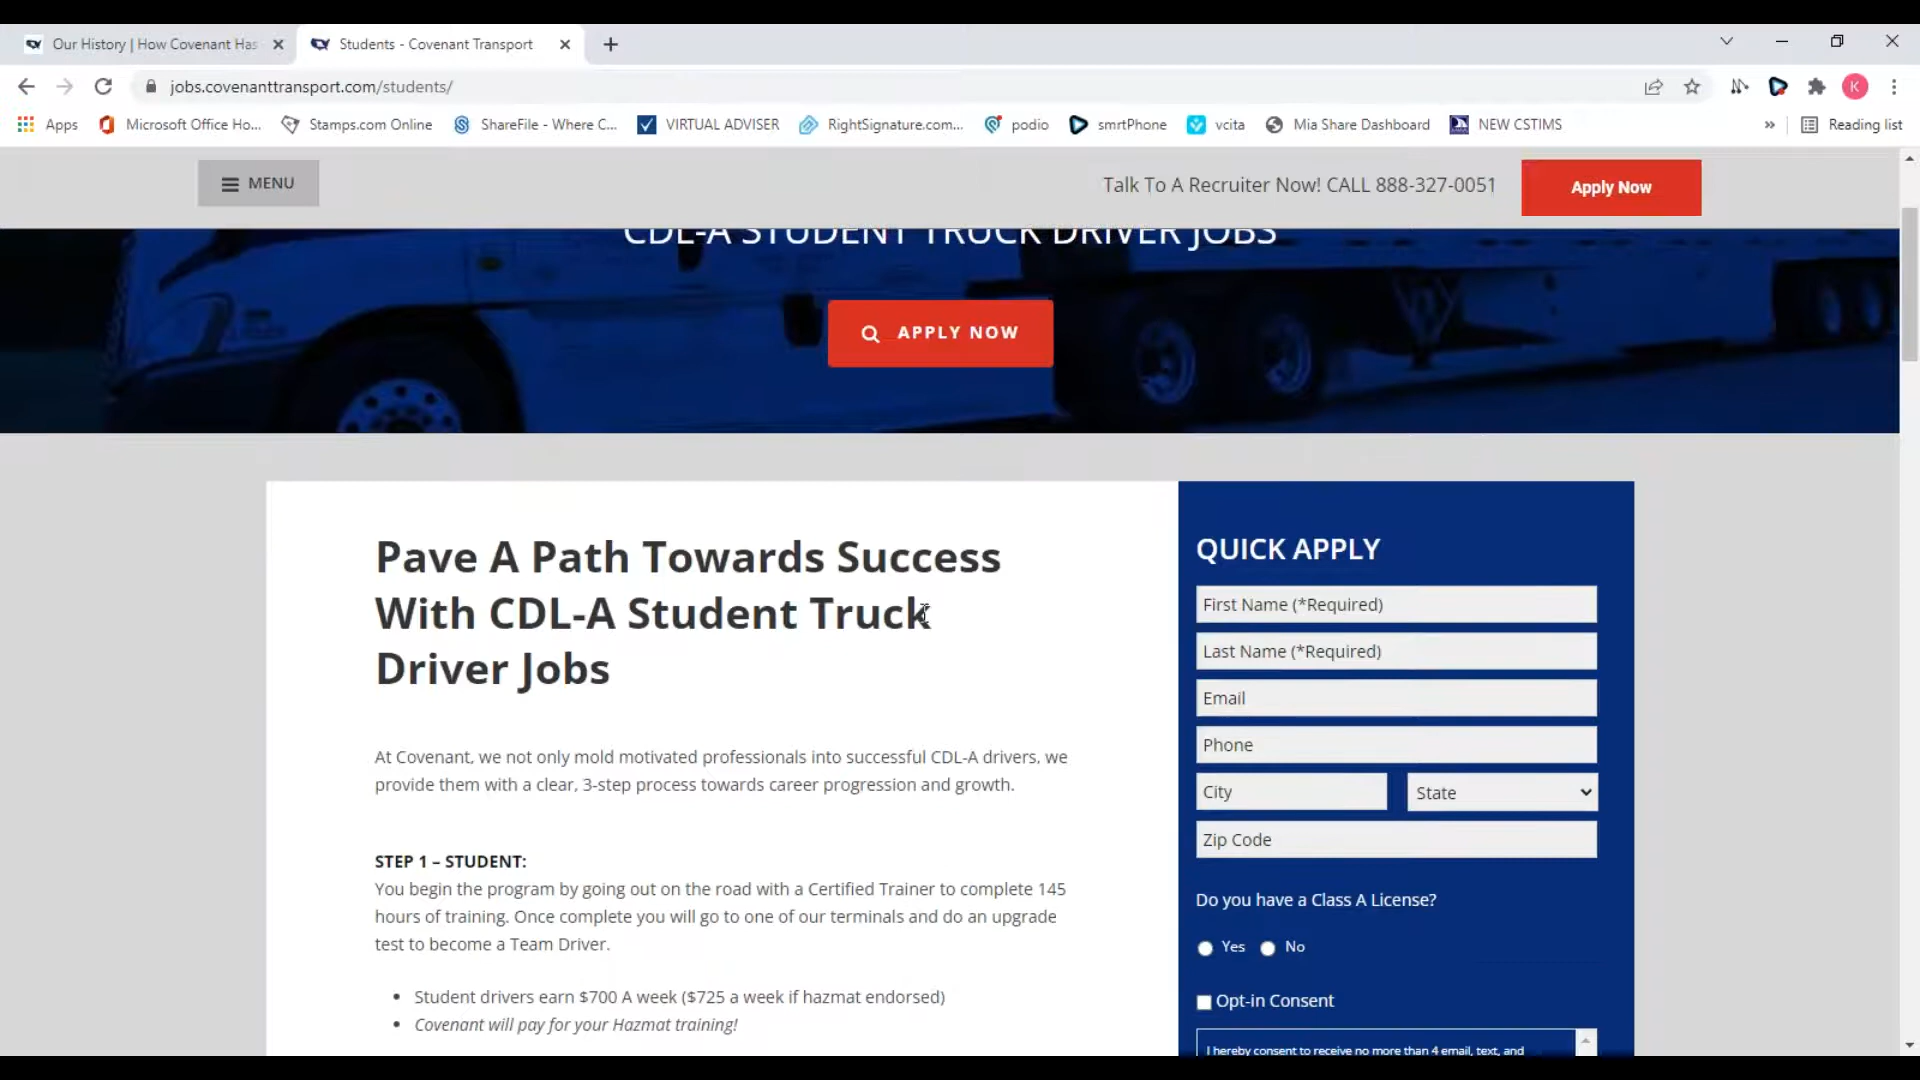 Our History | How Covenant Has
Students - Covenant Transport
jobs.covenanttransport.com/students/
K
Apps
Microsoft Office Ho...
Stamps.com Online
ShareFile - Where C...
VIRTUAL ADVISER
RightSignature.com...
podio
smrtPhone
vcita
Mia Share Dashboard
NEW CSTIMS
»
Reading list
MENU
Talk To A Recruiter Now! CALL 888-327-0051
Apply Now
CDL-A STUDENT TRUCK DRIVER JOBS
APPLY NOW
Pave A Path Towards Success
With CDL-A Student Truck
Driver Jobs
At Covenant, we not only mold motivated professionals into successful CDL-A drivers, we
provide them with a clear, 3-step process towards career progression and growth.
STEP 1 – STUDENT:
You begin the program by going out on the road with a Certified Trainer to complete 145
hours of training. Once complete you will go to one of our terminals and do an upgrade
test to become a Team Driver.
• Student drivers earn $700 A week ($725 a week if hazmat endorsed)
• Covenant will pay for your Hazmat training!
QUICK APPLY
First Name (*Required)
Last Name (*Required)
Email
Phone
City
State
Zip Code
Do you have a Class A License?
Yes No
Opt-in Consent
I hereby consent to receive no more than 4 email, text, and